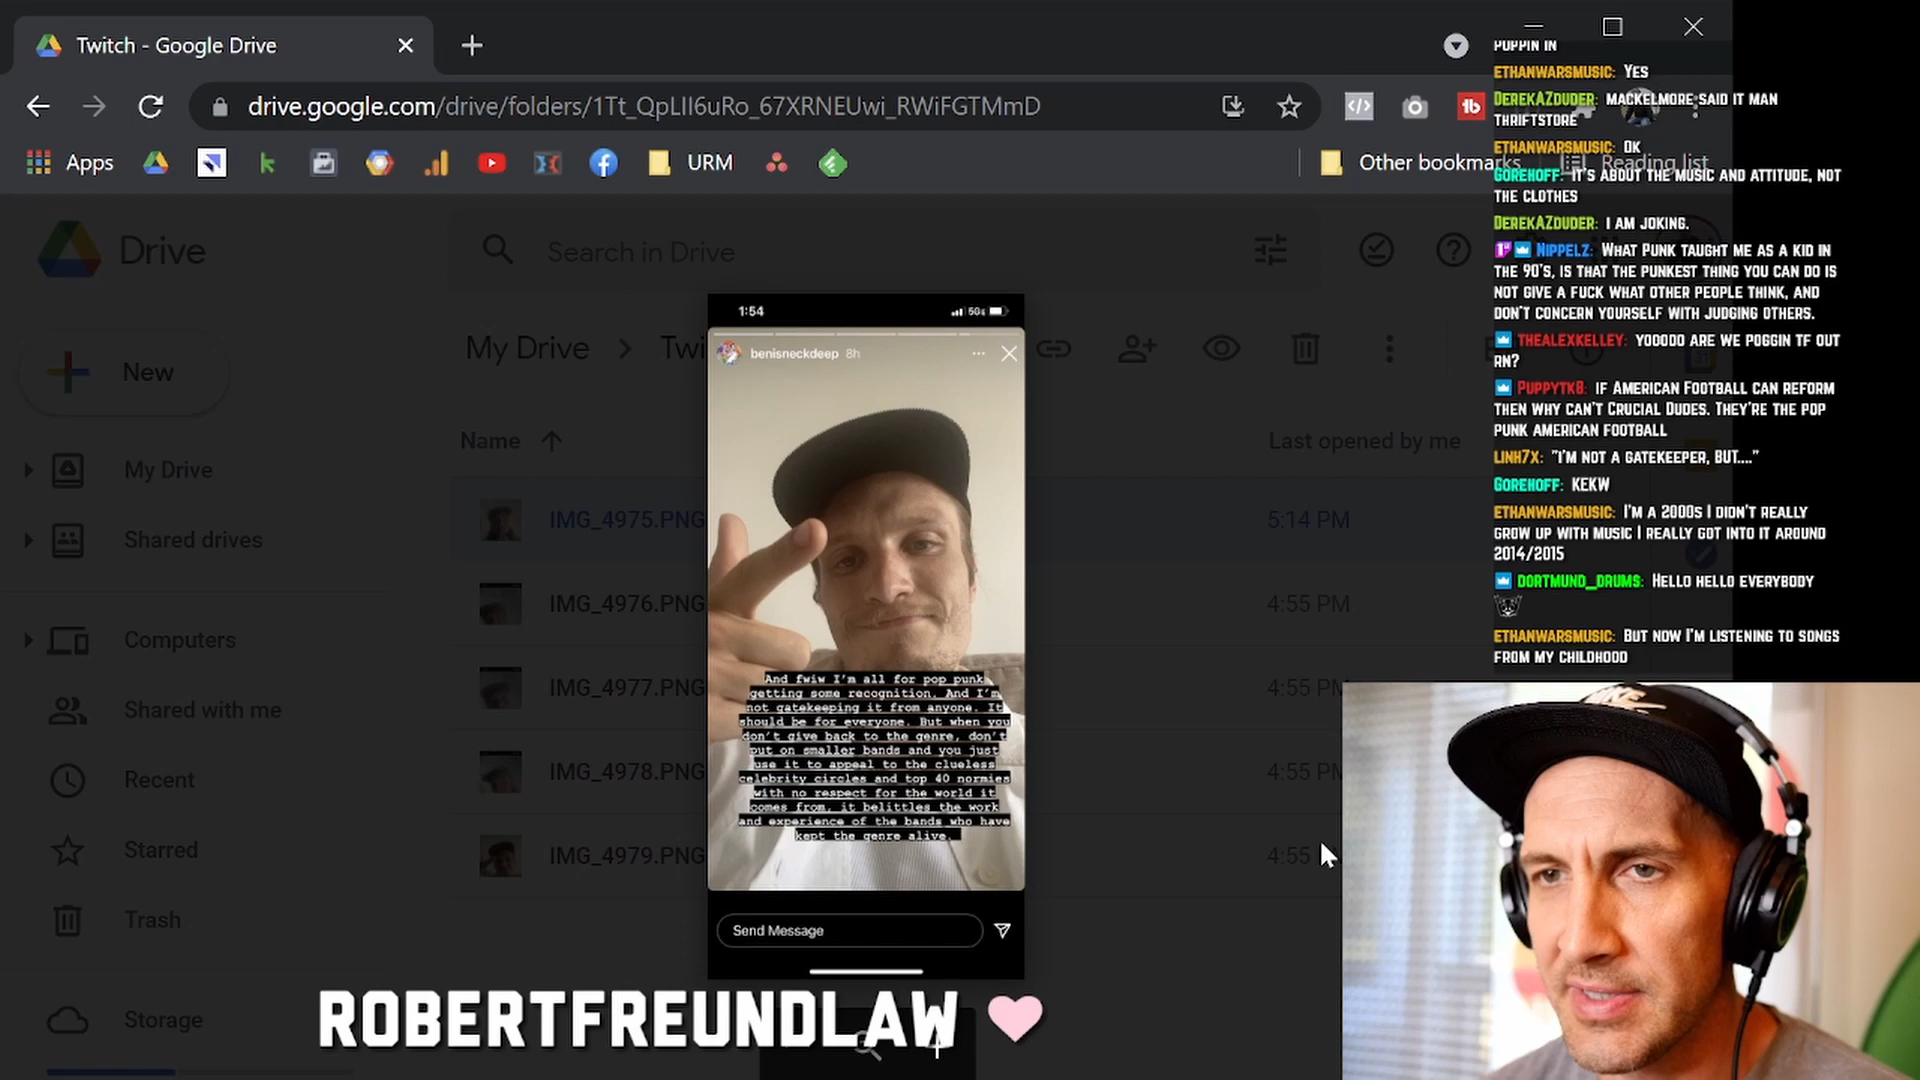 Twitch - Google Drive
drive.google.com/drive/folders/1Tt_QpLII6uRo_67XRNEUwi_RWiFGTMmD
Apps
URM
Other bookmarks
Reading list
Drive
Search in Drive
New
My Drive
Twi
Name
Last opened by me
My Drive
Shared drives
Computers
Shared with me
Recent
Starred
Trash
Storage
IMG_4975.PNG
5:14 PM
IMG_4976.PNG
4:55 PM
IMG_4977.PNG
4:55 PM
IMG_4978.PNG
4:55 PM
IMG_4979.PNG
4:55
1:54
5G
benisneckdeep 8h
And fwiw I'm all for pop punk
getting some recognition. And I'm
not gatekeeping it from anyone. It
should be for everyone. But when you
don't give back to the genre, don't
put on smaller bands and you just
use it to appeal to the clueless
celebrity circles and top 40 normies
with no respect for the world it
comes from, it belittles the work
and experience of the bands who have
kept the genre alive.
Send Message
ROBERTFREUNDLAW
POPPIN IN
ETHANWARSMUSIC: YES
DEREKAZDUDER: MACKELMORE SAID IT MAN
THRIFTSTORE
ETHANWARSMUSIC: OK
GOREHOFF: IT'S ABOUT THE MUSIC AND ATTITUDE, NOT
THE CLOTHES
DEREKAZDUDER: I AM JOKING.
NIPPELZ: WHAT PUNK TAUGHT ME AS A KID IN
THE 90'S, IS THAT THE PUNKEST THING YOU CAN DO IS
NOT GIVE A FUCK WHAT OTHER PEOPLE THINK, AND
DON'T CONCERN YOURSELF WITH JUDGING OTHERS.
THEALEXKELLEY: YOOOOO ARE WE POGGIN TF OUT
RN?
PUPPYTKB: IF AMERICAN FOOTBALL CAN REFORM
THEN WHY CAN'T CRUCIAL DUDES. THEY'RE THE POP
PUNK AMERICAN FOOTBALL
LINH7X: "I'M NOT A GATEKEEPER, BUT...."
GOREHOFF: KEKW
ETHANWARSMUSIC: I'M A 2000S I DIDN'T REALLY
GROW UP WITH MUSIC I REALLY GOT INTO IT AROUND
2014/2015
DORTMUND_DRUMS: HELLO HELLO EVERYBODY
ETHANWARSMUSIC: BUT NOW I'M LISTENING TO SONGS
FROM MY CHILDHOOD
NIKE